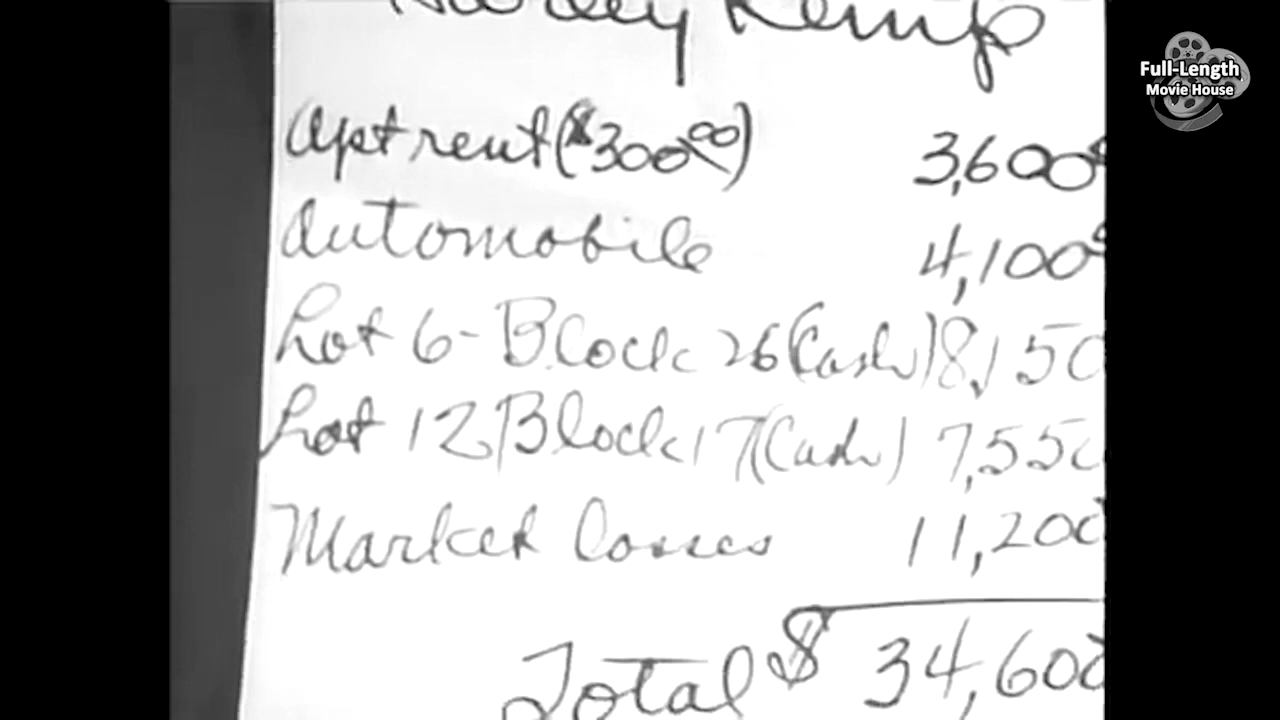 Kemp
Full-Length
Movie House
Apt rent ($300.00) 3,600
Automobile 4,100
Lot 6-Block 26 (Cash) 8,150
Lot 12 Block 17 (Cash) 7,550
Market losses 11,200
Total $ 34,600